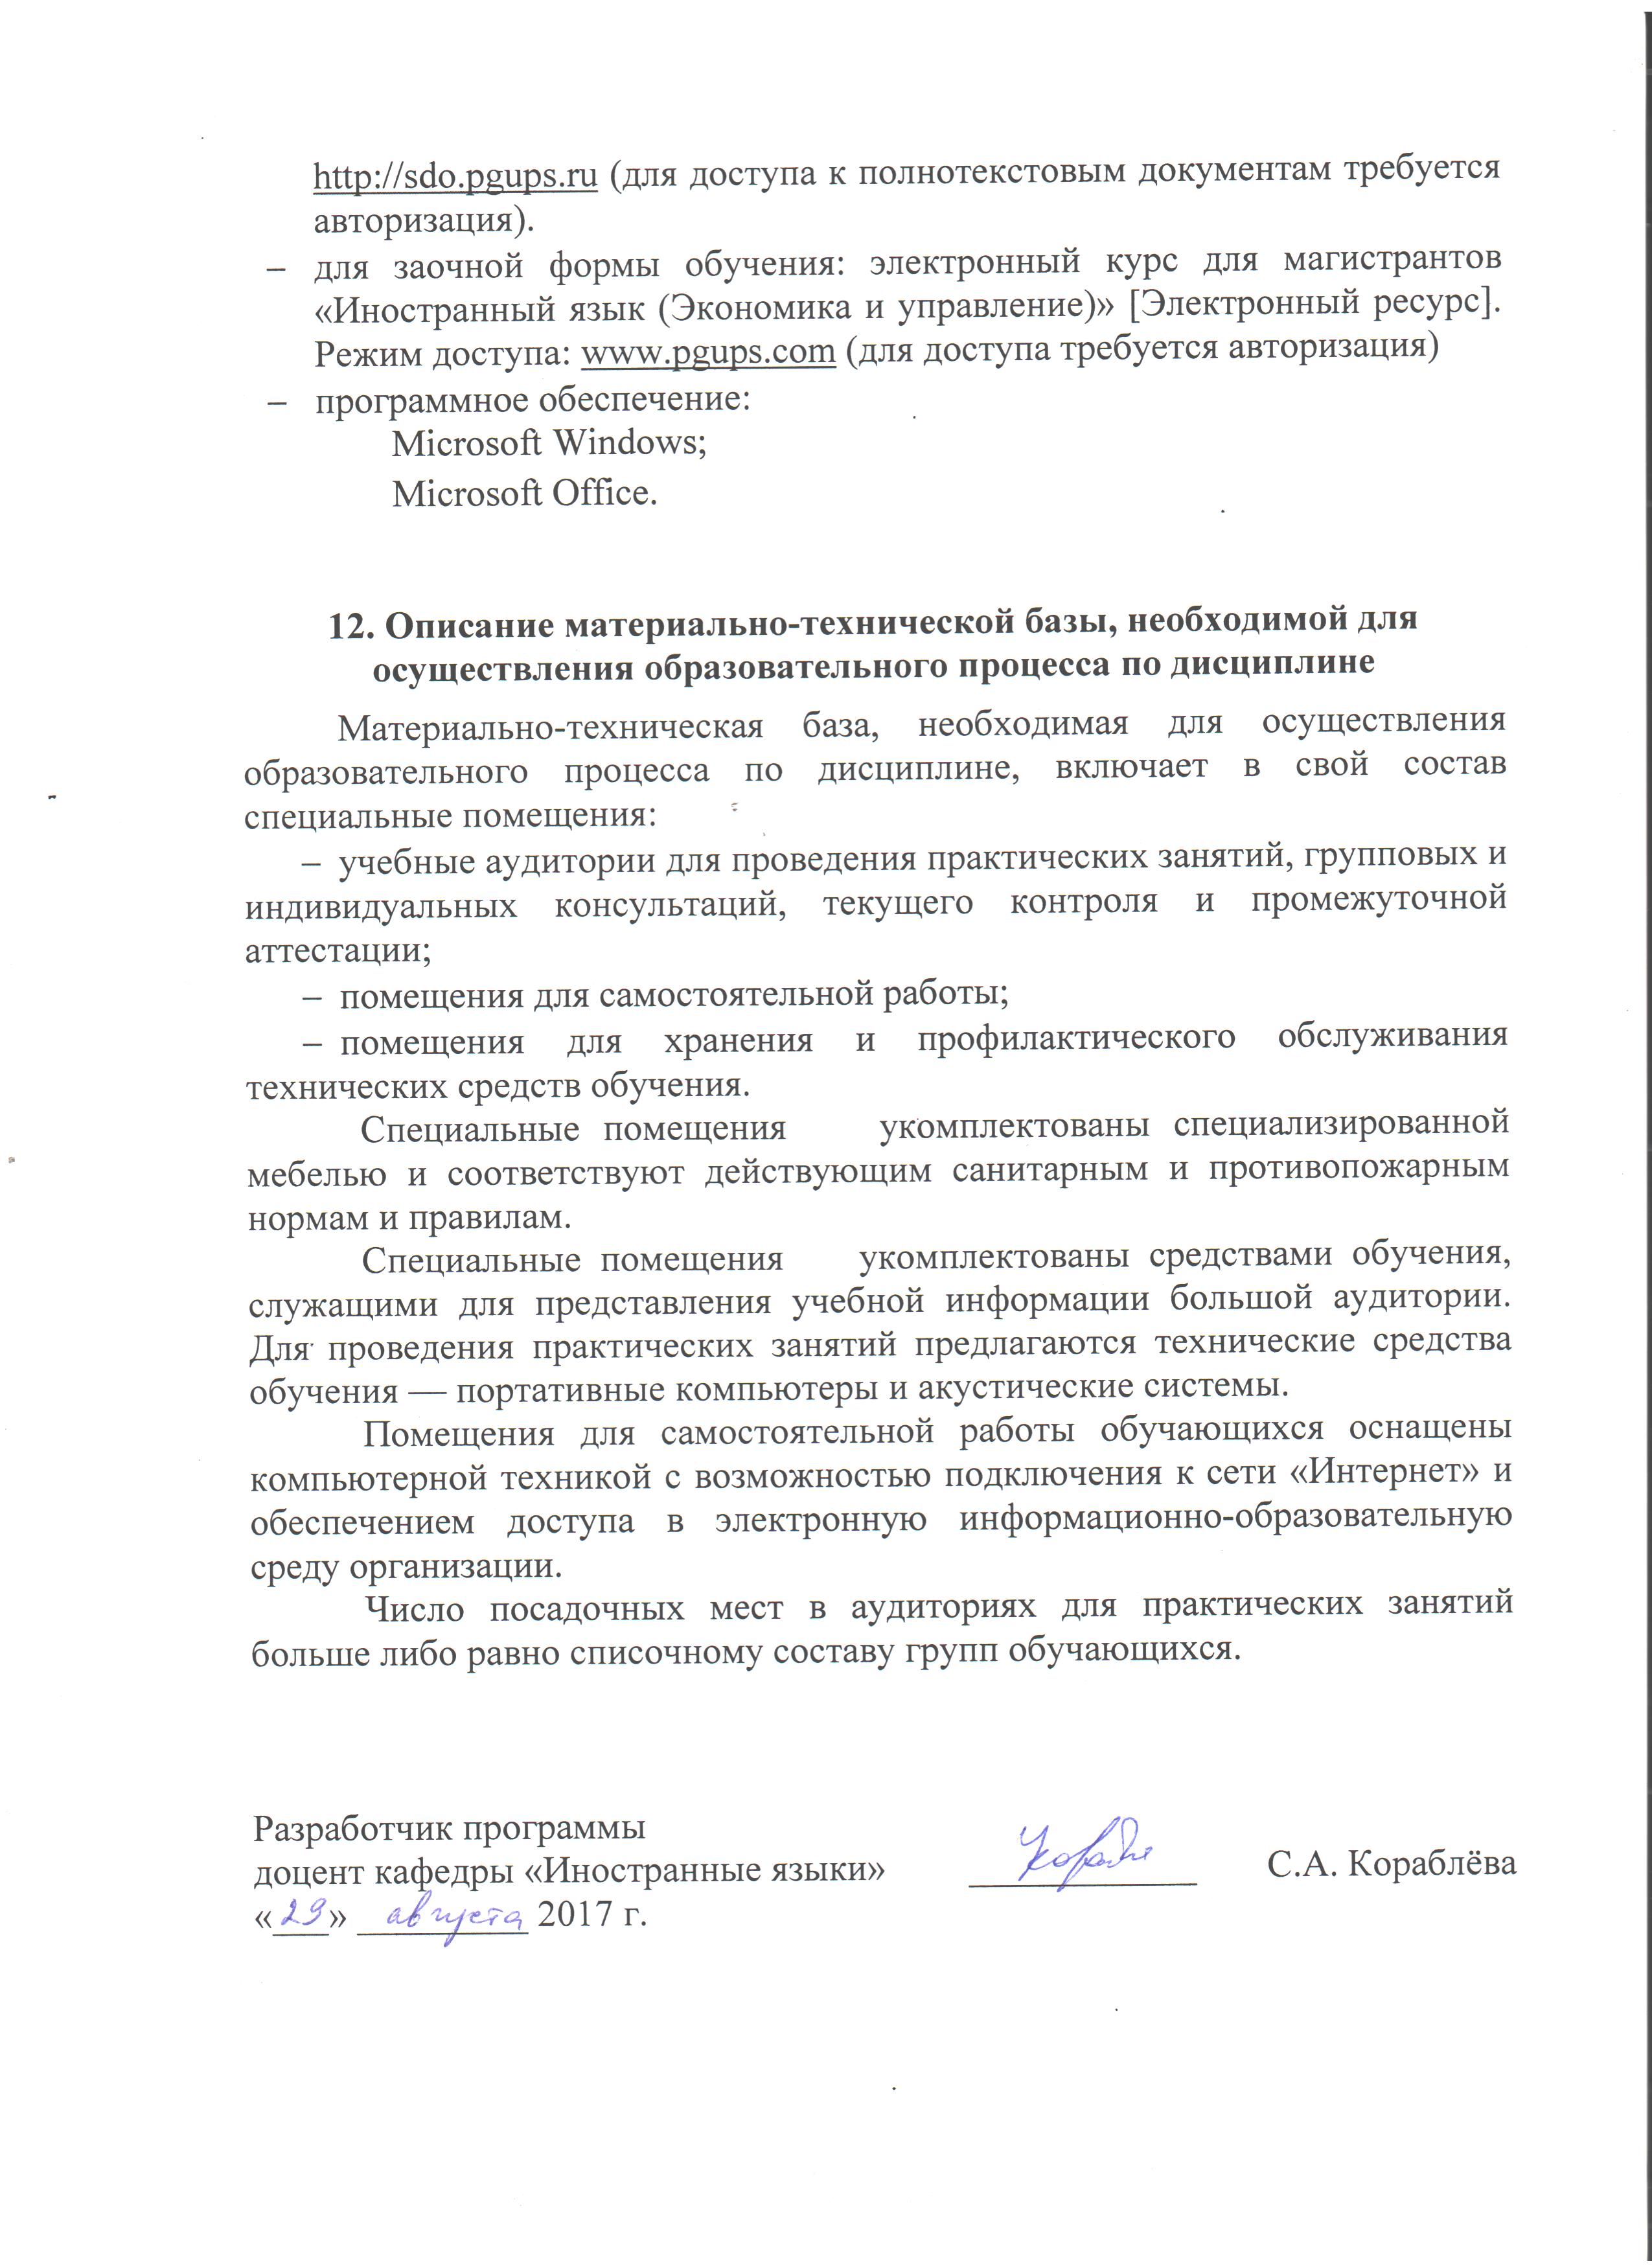 http://sdo.pgups.ru (для доступа к полнотекстовым документам требуется
авторизация).
– для заочной формы обучения: электронный курс для магистрантов
«Иностранный язык (Экономика и управление)» [Электронный ресурс].
Режим доступа: www.pgups.com (для доступа требуется авторизация)
– программное обеспечение:
Microsoft Windows;
Microsoft Office.
12. Описание материально-технической базы, необходимой для
осуществления образовательного процесса по дисциплине
Материально-техническая база, необходимая для осуществления
образовательного процесса по дисциплине, включает в свой состав
специальные помещения:
– учебные аудитории для проведения практических занятий, групповых и
индивидуальных консультаций, текущего контроля и промежуточной
аттестации;
– помещения для самостоятельной работы;
– помещения для хранения и профилактического обслуживания
технических средств обучения.
Специальные помещения укомплектованы специализированной
мебелью и соответствуют действующим санитарным и противопожарным
нормам и правилам.
Специальные помещения укомплектованы средствами обучения,
служащими для представления учебной информации большой аудитории.
Для проведения практических занятий предлагаются технические средства
обучения — портативные компьютеры и акустические системы.
Помещения для самостоятельной работы обучающихся оснащены
компьютерной техникой с возможностью подключения к сети «Интернет» и
обеспечением доступа в электронную информационно-образовательную
среду организации.
Число посадочных мест в аудиториях для практических занятий
больше либо равно списочному составу групп обучающихся.
Разработчик программы
доцент кафедры «Иностранные языки» С.А. Кораблёва
«29» августа 2017 г.